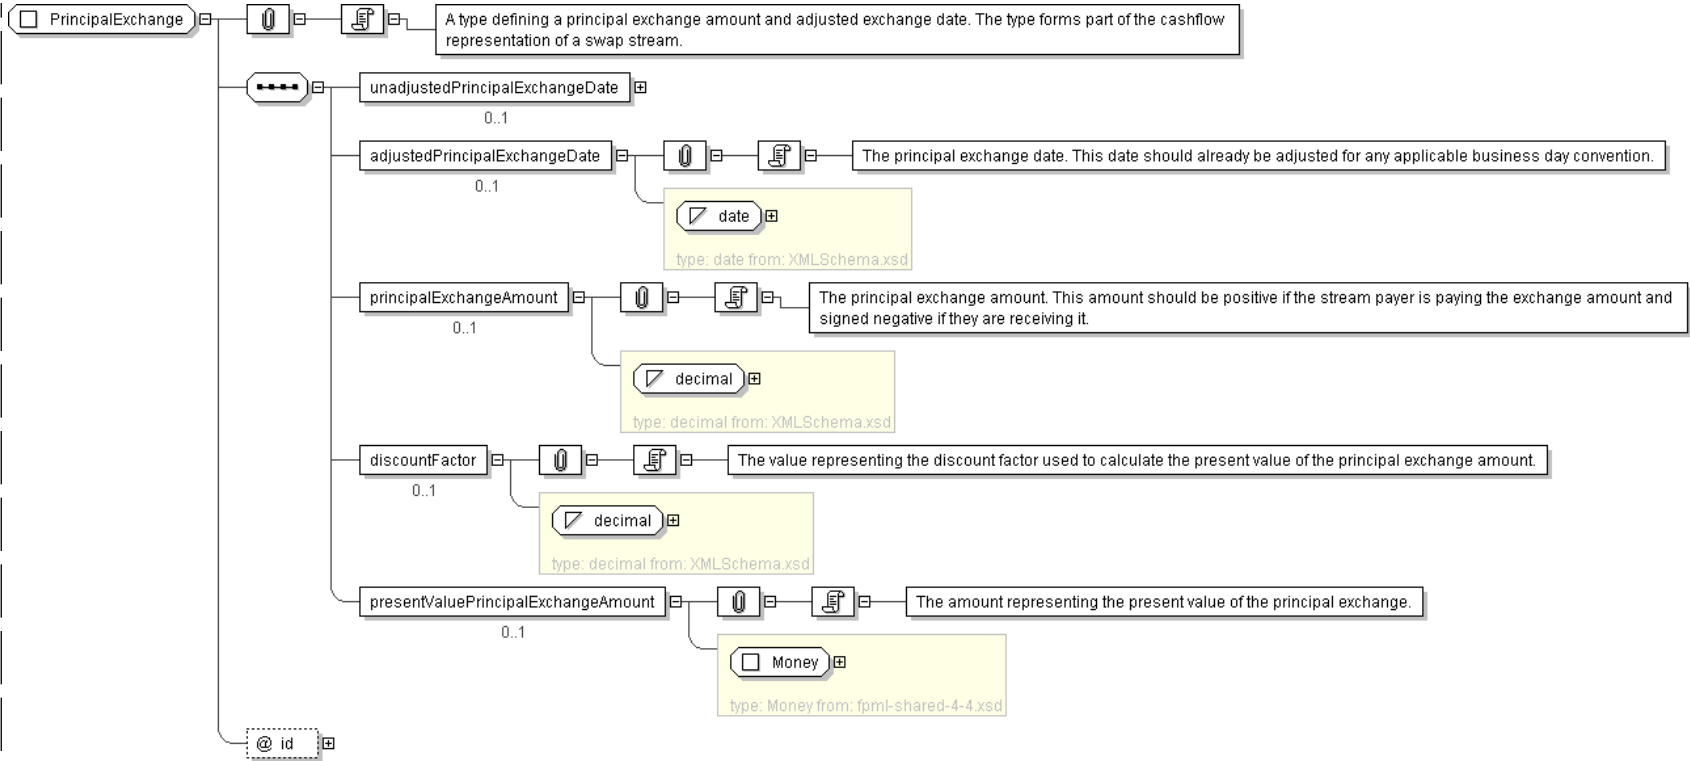 PrincipalExchange
A type defining a principal exchange amount and adjusted exchange date. The type forms part of the cashflow
representation of a swap stream.
unadjustedPrincipalExchangeDate
0..1
adjustedPrincipalExchangeDate
The principal exchange date. This date should already be adjusted for any applicable business day convention.
0..1
date
type: date from: XMLSchema.xsd
principalExchangeAmount
The principal exchange amount. This amount should be positive if the stream payer is paying the exchange amount and
signed negative if they are receiving it.
0..1
decimal
type: decimal from: XMLSchema.xsd
discountFactor
The value representing the discount factor used to calculate the present value of the principal exchange amount.
0..1
decimal
type: decimal from: XMLSchema.xsd
presentValuePrincipalExchangeAmount
The amount representing the present value of the principal exchange.
0..1
Money
type: Money from: fpml-shared-4-4.xsd
@ id